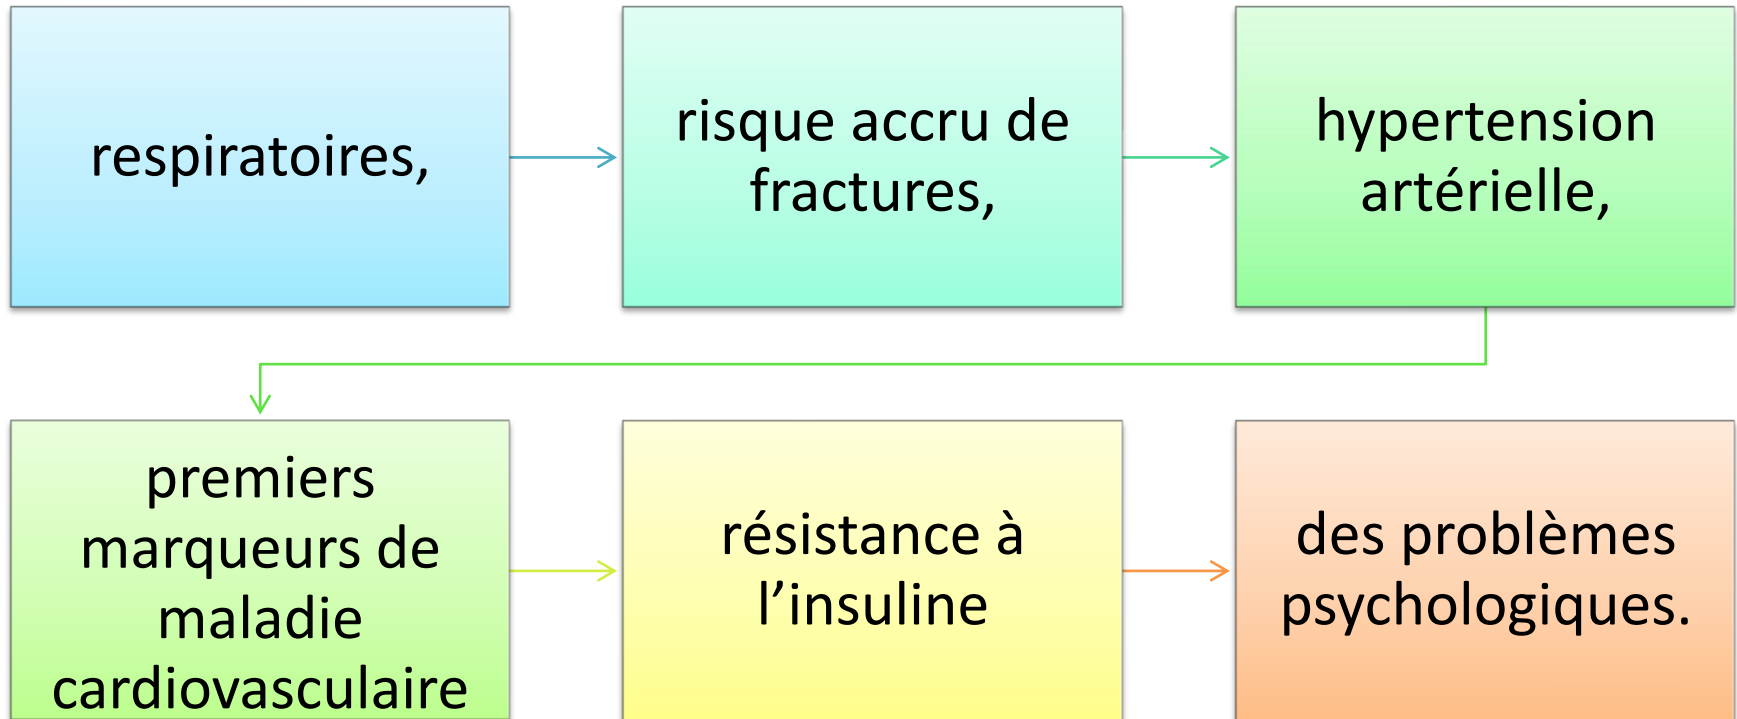 respiratoires,
risque accru de
fractures,
hypertension
artérielle,
premiers
marqueurs de
maladie
cardiovasculaire
résistance à
l’insuline
des problèmes
psychologiques.